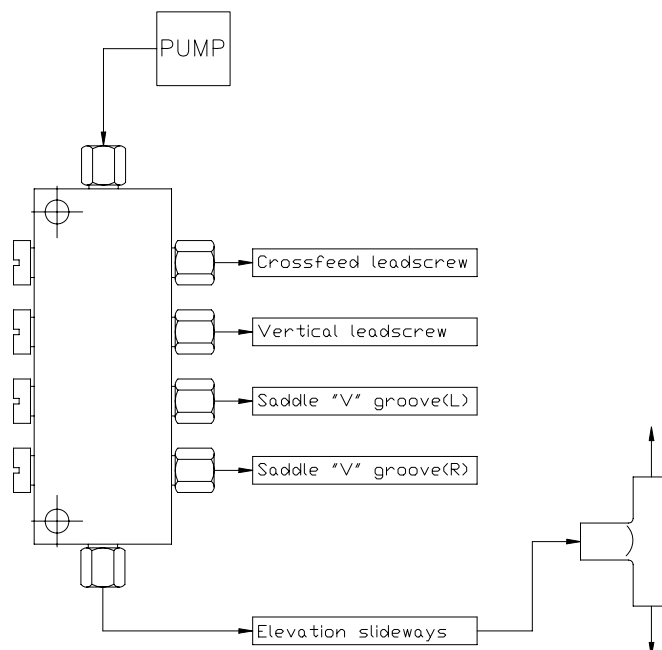 PUMP
Crossfeed leadscrew
Vertical leadscrew
Saddle "V" groove(L)
Saddle "V" groove(R)
Elevation slideways